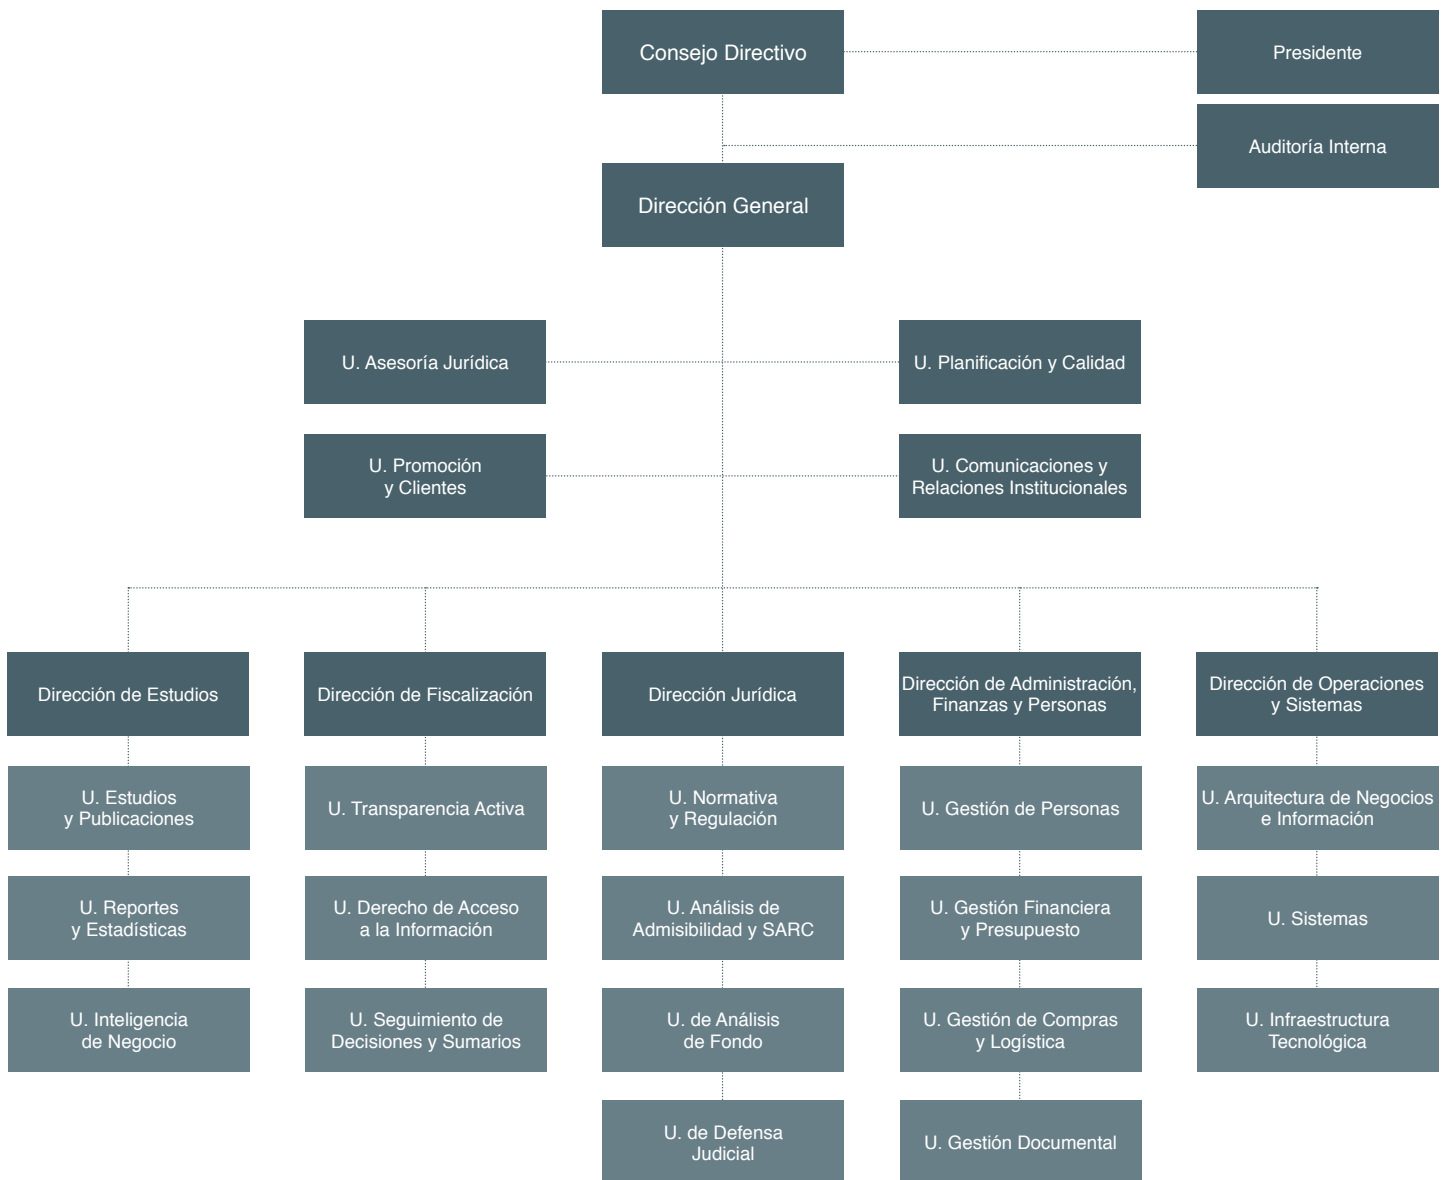 Consejo Directivo
Presidente
Auditoría Interna
Dirección General
U. Asesoría Jurídica
U. Planificación y Calidad
U. Promoción
y Clientes
U. Comunicaciones y
Relaciones Institucionales
Dirección de Estudios
Dirección de Fiscalización
Dirección Jurídica
Dirección de Administración,
Finanzas y Personas
Dirección de Operaciones
y Sistemas
U. Estudios
y Publicaciones
U. Transparencia Activa
U. Normativa
y Regulación
U. Gestión de Personas
U. Arquitectura de Negocios
e Información
U. Reportes
y Estadísticas
U. Derecho de Acceso
a la Información
U. Análisis de
Admisibilidad y SARC
U. Gestión Financiera
y Presupuesto
U. Sistemas
U. Inteligencia
de Negocio
U. Seguimiento de
Decisiones y Sumarios
U. de Análisis
de Fondo
U. Gestión de Compras
y Logística
U. Infraestructura
Tecnológica
U. de Defensa
Judicial
U. Gestión Documental